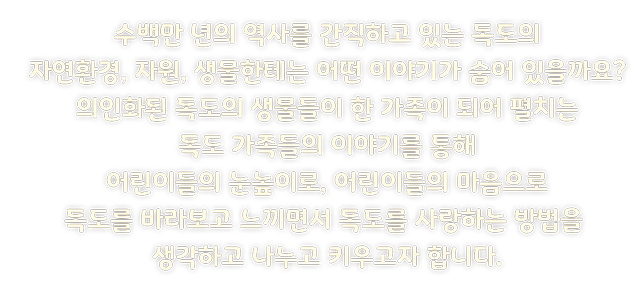 수백만 년의 역사를 간직하고 있는 독도의
자연환경, 자원, 생물한테는 어떤 이야기가 숨어 있을까요?
의인화된 독도의 생물들이 한 가족이 되어 펼치는
독도 가족들의 이야기를 통해
어린이들의 눈높이로, 어린이들의 마음으로
독도를 바라보고 느끼면서 독도를 사랑하는 방법을
생각하고 나누고 키우고자 합니다.